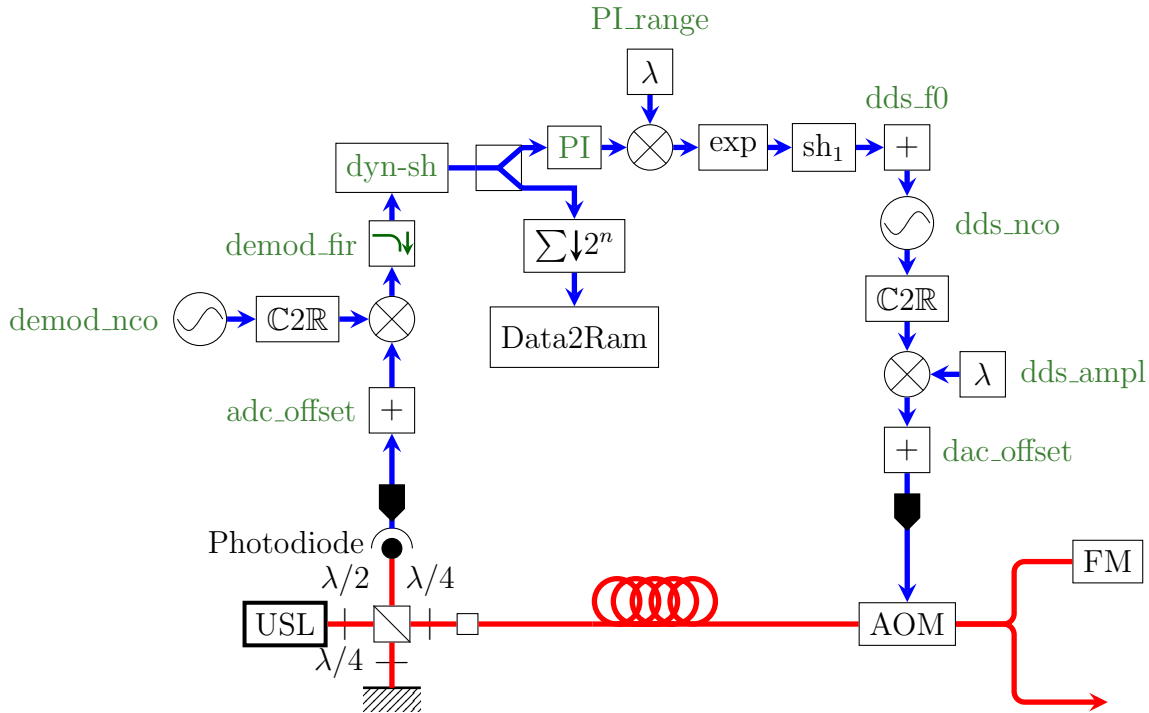 PI_range
λ
dds_f0
dyn-sh
PI
exp
sh₁
+
demod_fir
∑↓2ⁿ
dds_nco
demod_nco
ℂ2ℝ
Data2Ram
ℂ2ℝ
λ
dds_ampl
adc_offset
+
+
dac_offset
Photodiode
λ/2
λ/4
FM
USL
AOM
λ/4